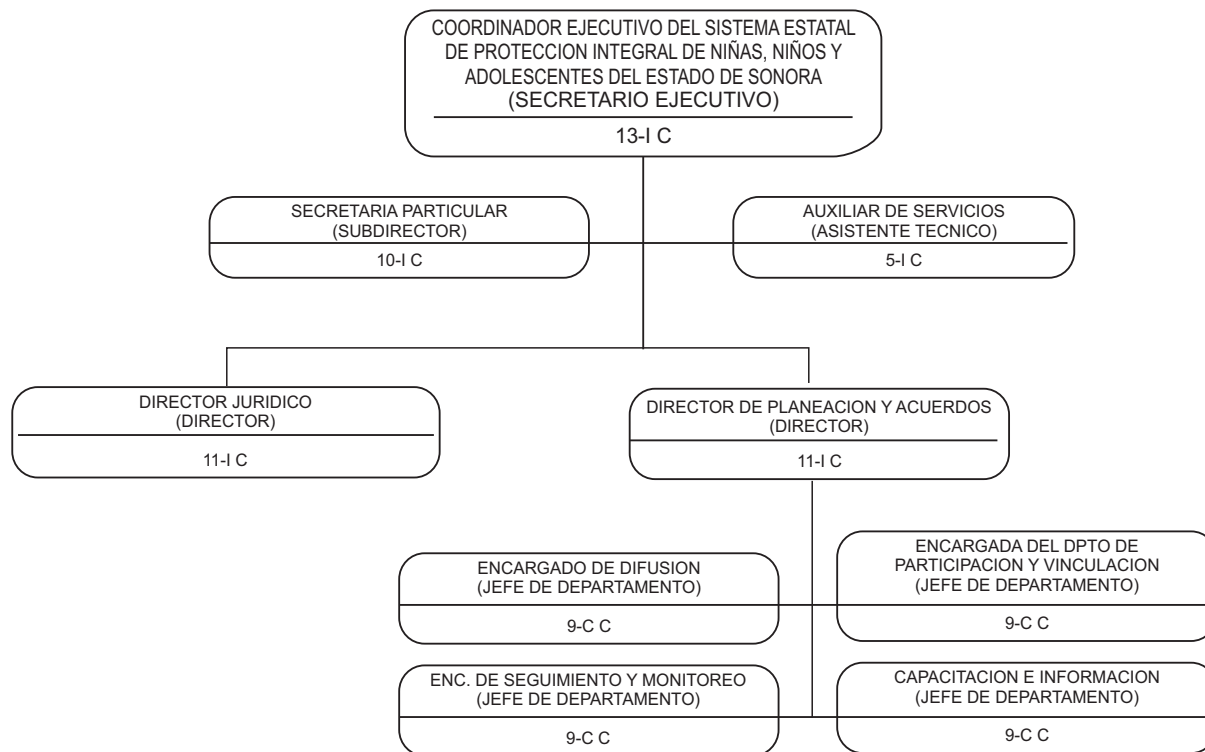 COORDINADOR EJECUTIVO DEL SISTEMA ESTATAL
DE PROTECCION INTEGRAL DE NIÑAS, NIÑOS Y
ADOLESCENTES DEL ESTADO DE SONORA
(SECRETARIO EJECUTIVO)
13-I C
SECRETARIA PARTICULAR
(SUBDIRECTOR)
10-I C
AUXILIAR DE SERVICIOS
(ASISTENTE TECNICO)
5-I C
DIRECTOR JURIDICO
(DIRECTOR)
11-I C
DIRECTOR DE PLANEACION Y ACUERDOS
(DIRECTOR)
11-I C
ENCARGADO DE DIFUSION
(JEFE DE DEPARTAMENTO)
9-C C
ENCARGADA DEL DPTO DE
PARTICIPACION Y VINCULACION
(JEFE DE DEPARTAMENTO)
9-C C
ENC. DE SEGUIMIENTO Y MONITOREO
(JEFE DE DEPARTAMENTO)
9-C C
CAPACITACION E INFORMACION
(JEFE DE DEPARTAMENTO)
9-C C